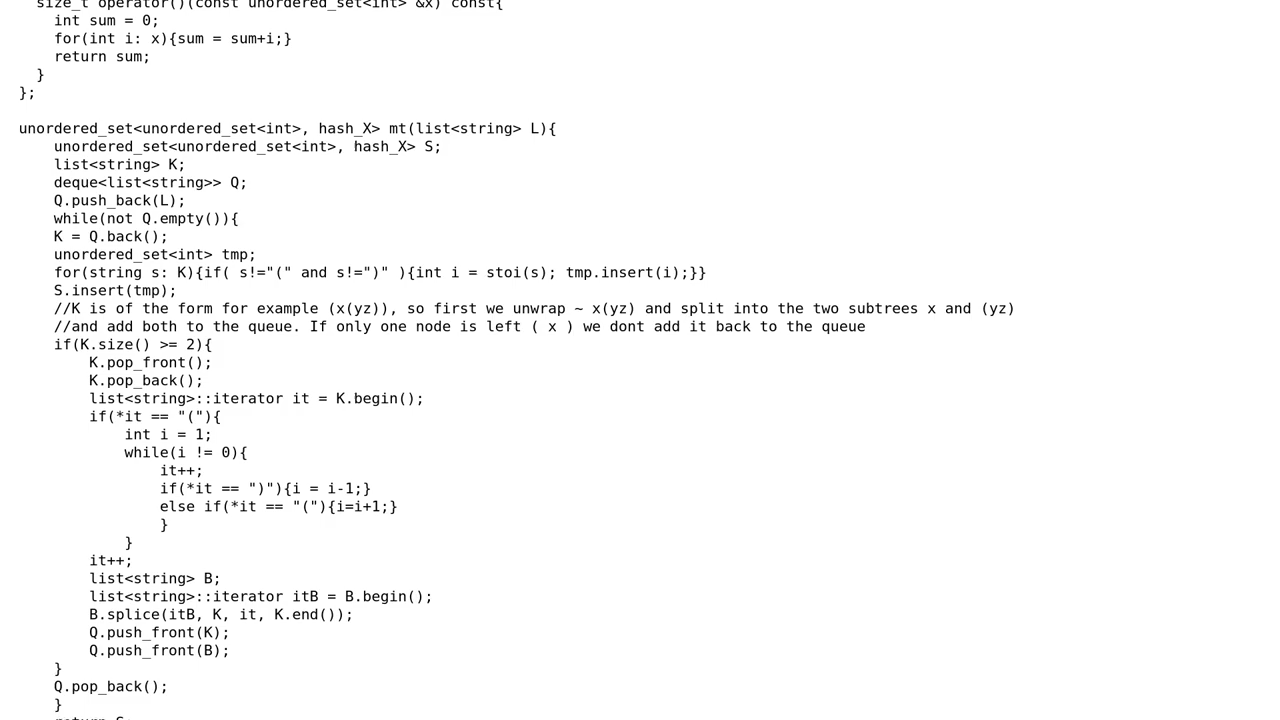 size_t operator()(const unordered_set<int> &x) const{
int sum = 0;
for(int i: x){sum = sum+i;}
return sum;
}
};
unordered_set<unordered_set<int>, hash_X> mt(list<string> L){
unordered_set<unordered_set<int>, hash_X> S;
list<string> K;
deque<list<string>> Q;
Q.push_back(L);
while(not Q.empty()){
K = Q.back();
unordered_set<int> tmp;
for(string s: K){if( s!="(" and s!=")" ){int i = stoi(s); tmp.insert(i);}}
S.insert(tmp);
//K is of the form for example (x(yz)), so first we unwrap ~ x(yz) and split into the two subtrees x and (yz)
//and add both to the queue. If only one node is left ( x ) we dont add it back to the queue
if(K.size() >= 2){
K.pop_front();
K.pop_back();
list<string>::iterator it = K.begin();
if(*it == "("){
int i = 1;
while(i != 0){
it++;
if(*it == ")"){i = i-1;}
else if(*it == "("){i=i+1;}
}
}
it++;
list<string> B;
list<string>::iterator itB = B.begin();
B.splice(itB, K, it, K.end());
Q.push_front(K);
Q.push_front(B);
}
Q.pop_back();
}
return S;